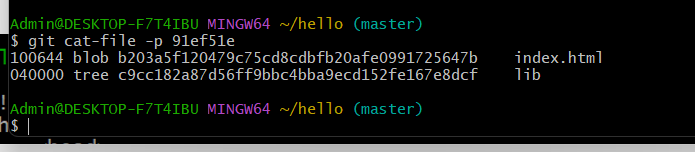 Admin@DESKTOP-F7T4IBU MINGW64 ~/hello (master)
$ git cat-file -p 91ef51e
100644 blob b203a5f120479c75cd8cdbfb20afe0991725647b    index.html
040000 tree c9cc182a87d56ff9bbc4bba9ecd152fe167e8dcf    lib

Admin@DESKTOP-F7T4IBU MINGW64 ~/hello (master)
$